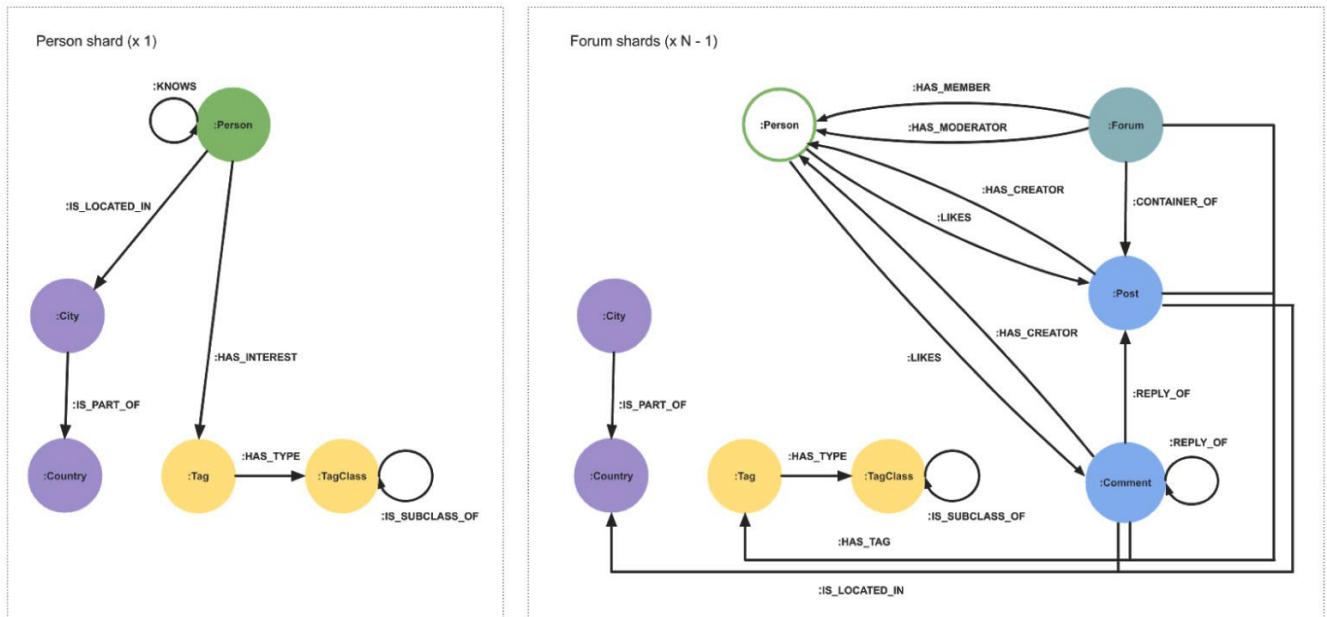 Person shard (x 1)
:KNOWS
:Person
:IS_LOCATED_IN
:City
:HAS_INTEREST
:IS_PART_OF
:Country
:Tag
:HAS_TYPE
:TagClass
:IS_SUBCLASS_OF
Forum shards (x N - 1)
:HAS_MEMBER
:Person
:HAS_MODERATOR
:Forum
:HAS_CREATOR
:CONTAINER_OF
:LIKES
:Post
:City
:HAS_CREATOR
:LIKES
:IS_PART_OF
:REPLY_OF
:REPLY_OF
:Country
:Tag
:HAS_TYPE
:TagClass
:Comment
:IS_SUBCLASS_OF
:HAS_TAG
:IS_LOCATED_IN